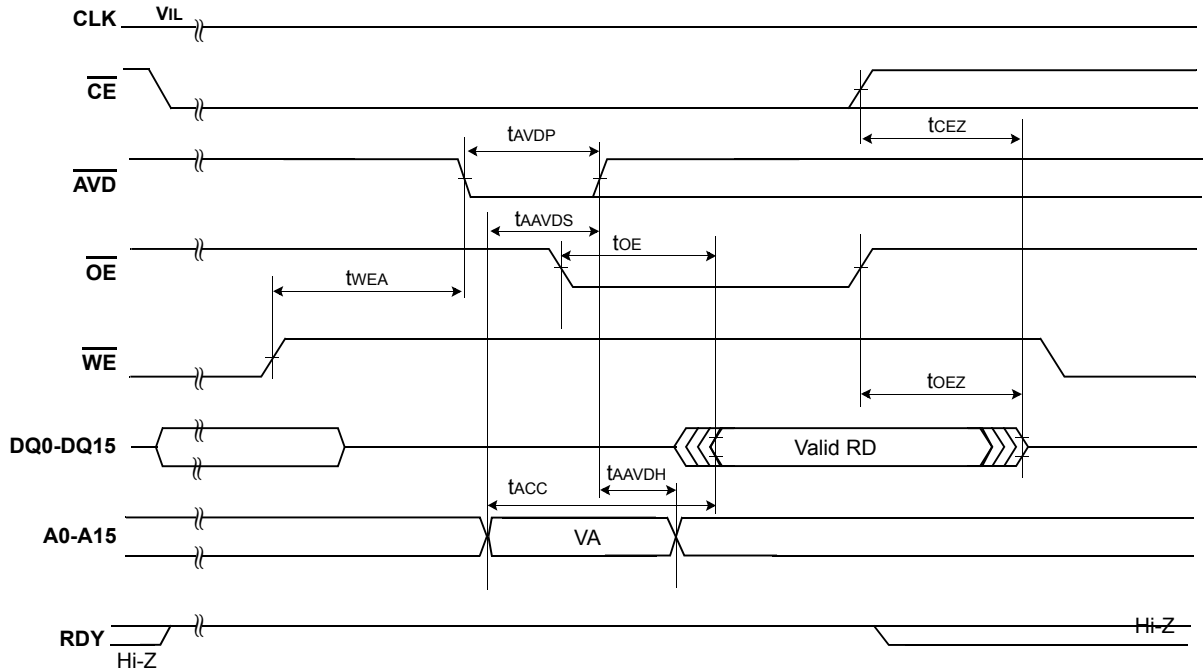 CLK VIL
CE
tCEZ
tAVDP
AVD
tAAVDS
tOE
OE
tWEA
WE
tOEZ
DQ0-DQ15
Valid RD
tAAVDH
tACC
A0-A15
VA
RDY
Hi-Z
Hi-Z